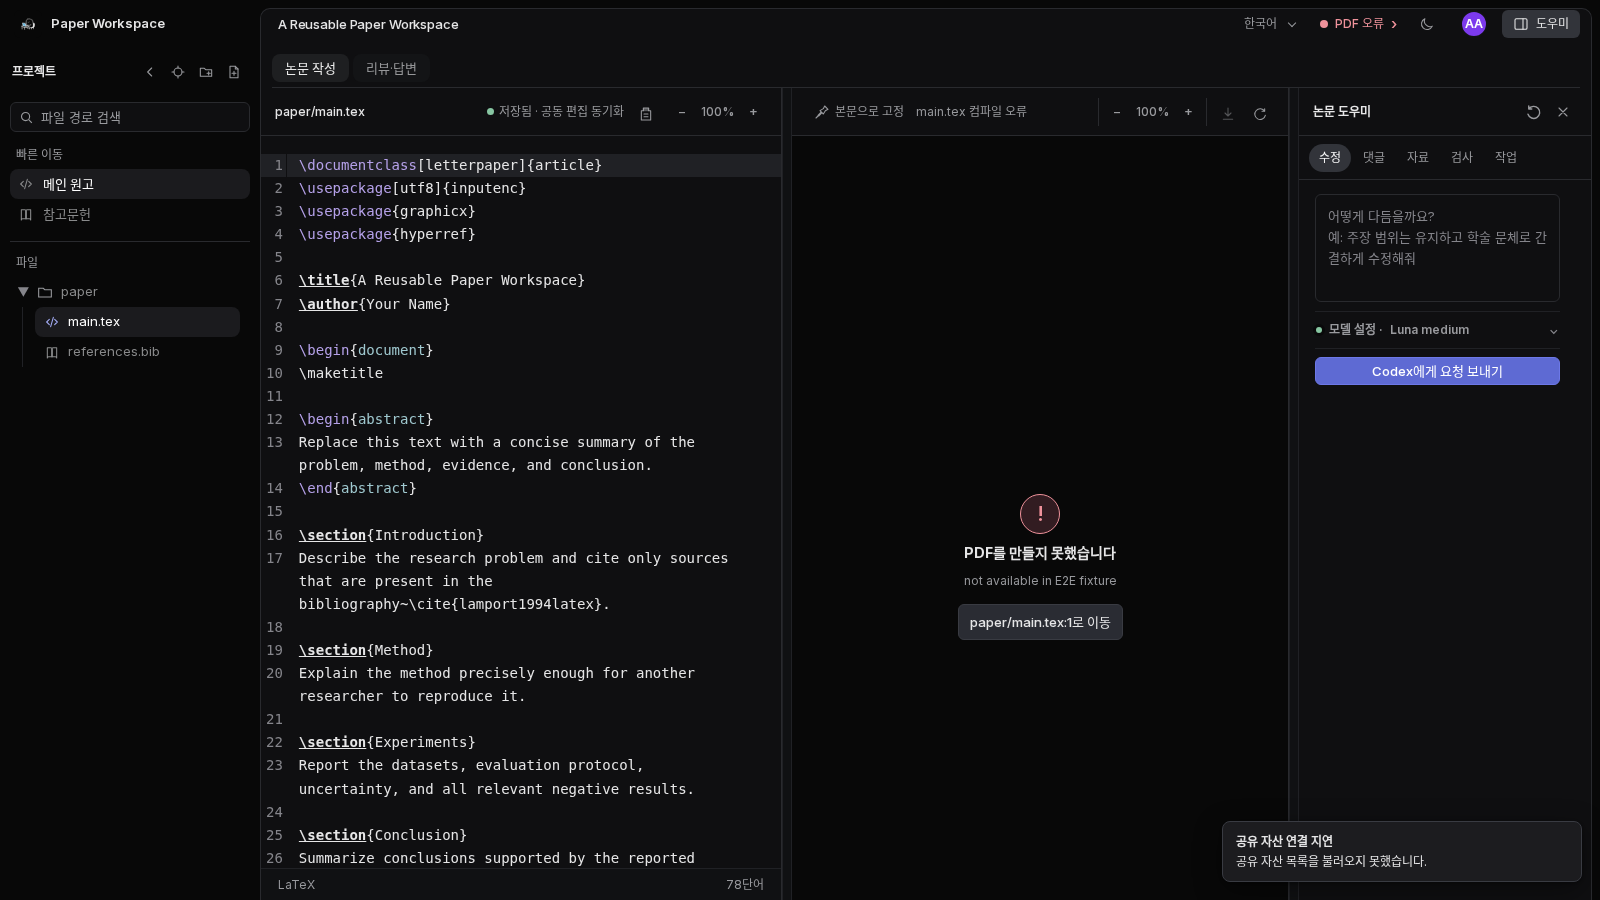 Paper Workspace
A Reusable Paper Workspace
한국어
PDF 오류
AA
도우미
프로젝트
파일 경로 검색
빠른 이동
메인 원고
참고문헌
파일
paper
main.tex
references.bib
논문 작성
리뷰·답변
paper/main.tex
저장됨 · 공동 편집 동기화
− 100% +
1 \documentclass[letterpaper]{article}
2 \usepackage[utf8]{inputenc}
3 \usepackage{graphicx}
4 \usepackage{hyperref}
5
6 \title{A Reusable Paper Workspace}
7 \author{Your Name}
8
9 \begin{document}
10 \maketitle
11
12 \begin{abstract}
13 Replace this text with a concise summary of the
problem, method, evidence, and conclusion.
14 \end{abstract}
15
16 \section{Introduction}
17 Describe the research problem and cite only sources
that are present in the
bibliography~\cite{lamport1994latex}.
18
19 \section{Method}
20 Explain the method precisely enough for another
researcher to reproduce it.
21
22 \section{Experiments}
23 Report the datasets, evaluation protocol,
uncertainty, and all relevant negative results.
24
25 \section{Conclusion}
26 Summarize conclusions supported by the reported
LaTeX
78단어
본문으로 고정
main.tex 컴파일 오류
− 100% +
!
PDF를 만들지 못했습니다
not available in E2E fixture
paper/main.tex:1로 이동
논문 도우미
수정
댓글
자료
검사
작업
어떻게 다듬을까요?
예: 주장 범위는 유지하고 학술 문체로 간
결하게 수정해줘
모델 설정 · Luna medium
Codex에게 요청 보내기
공유 자산 연결 지연
공유 자산 목록을 불러오지 못했습니다.